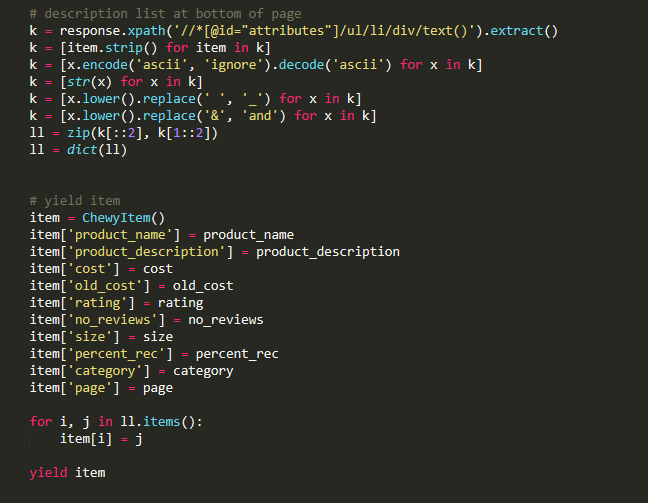 # description list at bottom of page
k = response.xpath('//*[@id="attributes"]/ul/li/div/text()').extract()
k = [item.strip() for item in k]
k = [x.encode('ascii', 'ignore').decode('ascii') for x in k]
k = [str(x) for x in k]
k = [x.lower().replace(' ', '_') for x in k]
k = [x.lower().replace('&', 'and') for x in k]
ll = zip(k[::2], k[1::2])
ll = dict(ll)
# yield item
item = ChewyItem()
item['product_name'] = product_name
item['product_description'] = product_description
item['cost'] = cost
item['old_cost'] = old_cost
item['rating'] = rating
item['no_reviews'] = no_reviews
item['size'] = size
item['percent_rec'] = percent_rec
item['category'] = category
item['page'] = page
for i, j in ll.items():
    item[i] = j
yield item